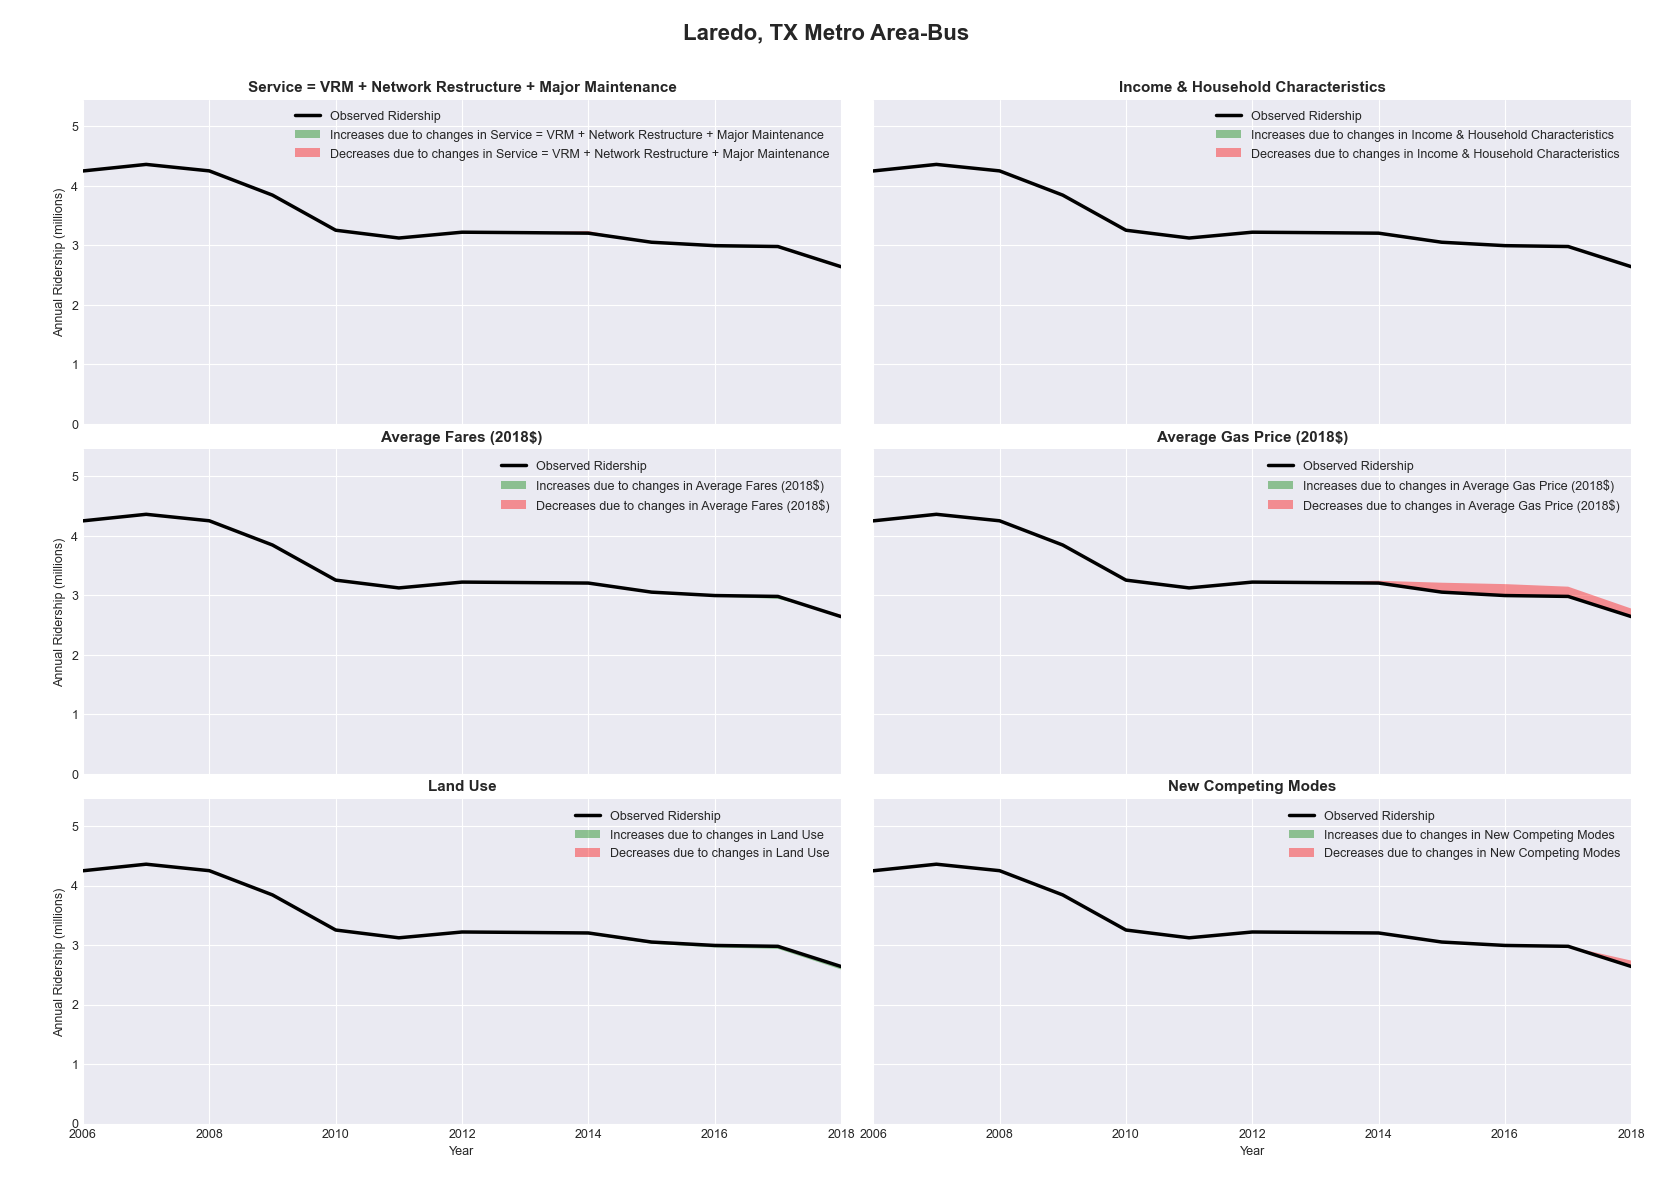 Laredo, TX Metro Area-Bus
Service = VRM + Network Restructure + Major Maintenance
Observed Ridership
Increases due to changes in Service = VRM + Network Restructure + Major Maintenance
Decreases due to changes in Service = VRM + Network Restructure + Major Maintenance
Annual Ridership (millions)
5
4
3
2
1
0
Income & Household Characteristics
Observed Ridership
Increases due to changes in Income & Household Characteristics
Decreases due to changes in Income & Household Characteristics
Average Fares (2018$)
Observed Ridership
Increases due to changes in Average Fares (2018$)
Decreases due to changes in Average Fares (2018$)
Annual Ridership (millions)
5
4
3
2
1
0
Average Gas Price (2018$)
Observed Ridership
Increases due to changes in Average Gas Price (2018$)
Decreases due to changes in Average Gas Price (2018$)
Land Use
Observed Ridership
Increases due to changes in Land Use
Decreases due to changes in Land Use
Annual Ridership (millions)
5
4
3
2
1
0
2006 2008 2010 2012 2014 2016 2018
Year
New Competing Modes
Observed Ridership
Increases due to changes in New Competing Modes
Decreases due to changes in New Competing Modes
2006 2008 2010 2012 2014 2016 2018
Year